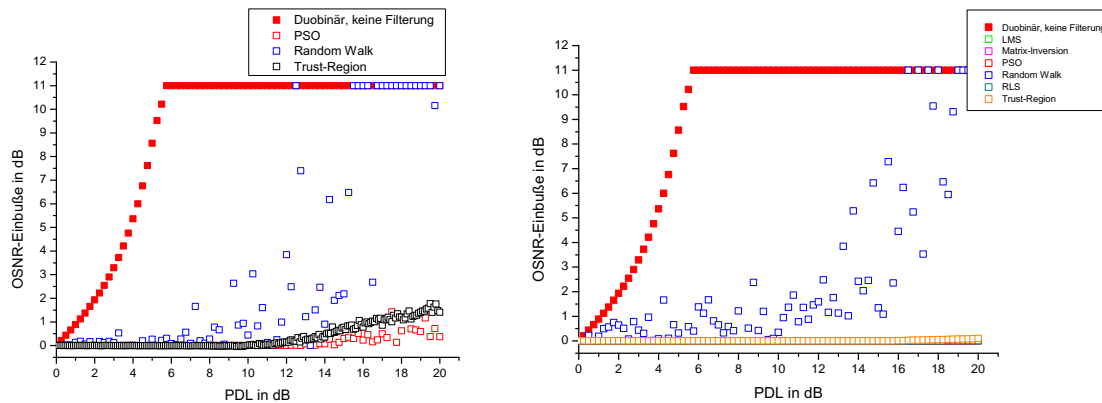 Duobinär, keine Filterung
PSO
Random Walk
Trust-Region
12
11
10
9
8
7
6
5
4
3
2
1
0
OSNR-Einbuße in dB
0 2 4 6 8 10 12 14 16 18 20
PDL in dB
Duobinär, keine Filterung
LMS
Matrix-Inversion
PSO
Random Walk
RLS
Trust-Region
12
11
10
9
8
7
6
5
4
3
2
1
0
OSNR-Einbuße in dB
0 2 4 6 8 10 12 14 16 18 20
PDL in dB